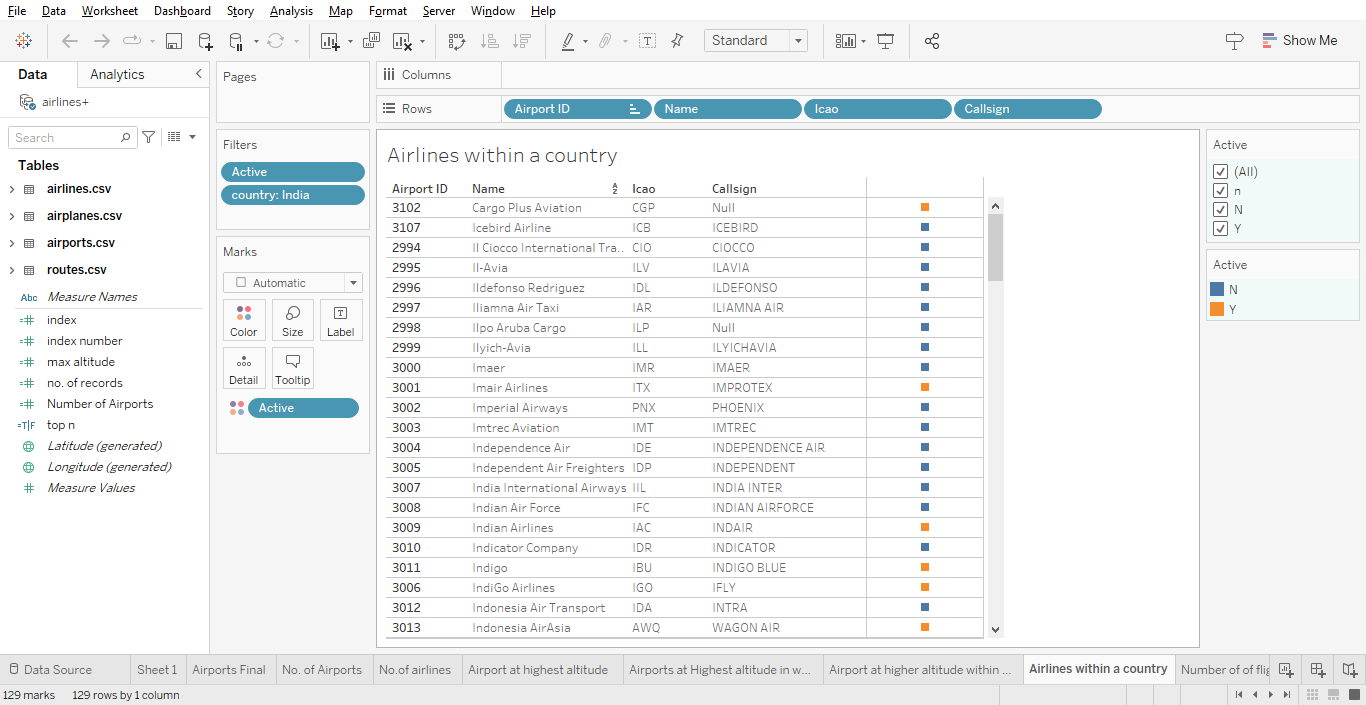 File Data Worksheet Dashboard Story Analysis Map Format Server Window Help
Standard
Show Me
Data Analytics
airlines+
Search
Tables
airlines.csv
airplanes.csv
airports.csv
routes.csv
Abc Measure Names
index
index number
max altitude
no. of records
Number of Airports
T|F top n
Latitude (generated)
Longitude (generated)
Measure Values
Pages
Filters
Active
country: India
Marks
Automatic
Color Size Label
Detail Tooltip
Active
Columns
Rows Airport ID Name Icao Callsign
Airlines within a country
Airport ID Name Icao Callsign
3102 Cargo Plus Aviation CGP Null
3107 Icebird Airline ICB ICEBIRD
2994 Il Ciocco International Tra.. CIO CIOCCO
2995 Il-Avia ILV ILAVIA
2996 Ildefonso Redriguez IDL ILDEFONSO
2997 Iliamna Air Taxi IAR ILIAMNA AIR
2998 Ilpo Aruba Cargo ILP Null
2999 Ilyich-Avia ILL ILYICHAVIA
3000 Imaer IMR IMAER
3001 Imair Airlines ITX IMPROTEX
3002 Imperial Airways PNX PHOENIX
3003 Imtrec Aviation IMT IMTREC
3004 Independence Air IDE INDEPENDENCE AIR
3005 Independent Air Freighters IDP INDEPENDENT
3007 India International Airways IIL INDIA INTER
3008 Indian Air Force IFC INDIAN AIRFORCE
3009 Indian Airlines IAC INDAIR
3010 Indicator Company IDR INDICATOR
3011 Indigo IBU INDIGO BLUE
3006 IndiGo Airlines IGO IFLY
3012 Indonesia Air Transport IDA INTRA
3013 Indonesia AirAsia AWQ WAGON AIR
Active
(All)
n
N
Y
Active
N
Y
Data Source Sheet 1 Airports Final No. of Airports No.of airlines Airport at highest altitude Airports at Highest altitude in w... Airport at higher altitude within ... Airlines within a country Number of of flig
129 marks 129 rows by 1 column